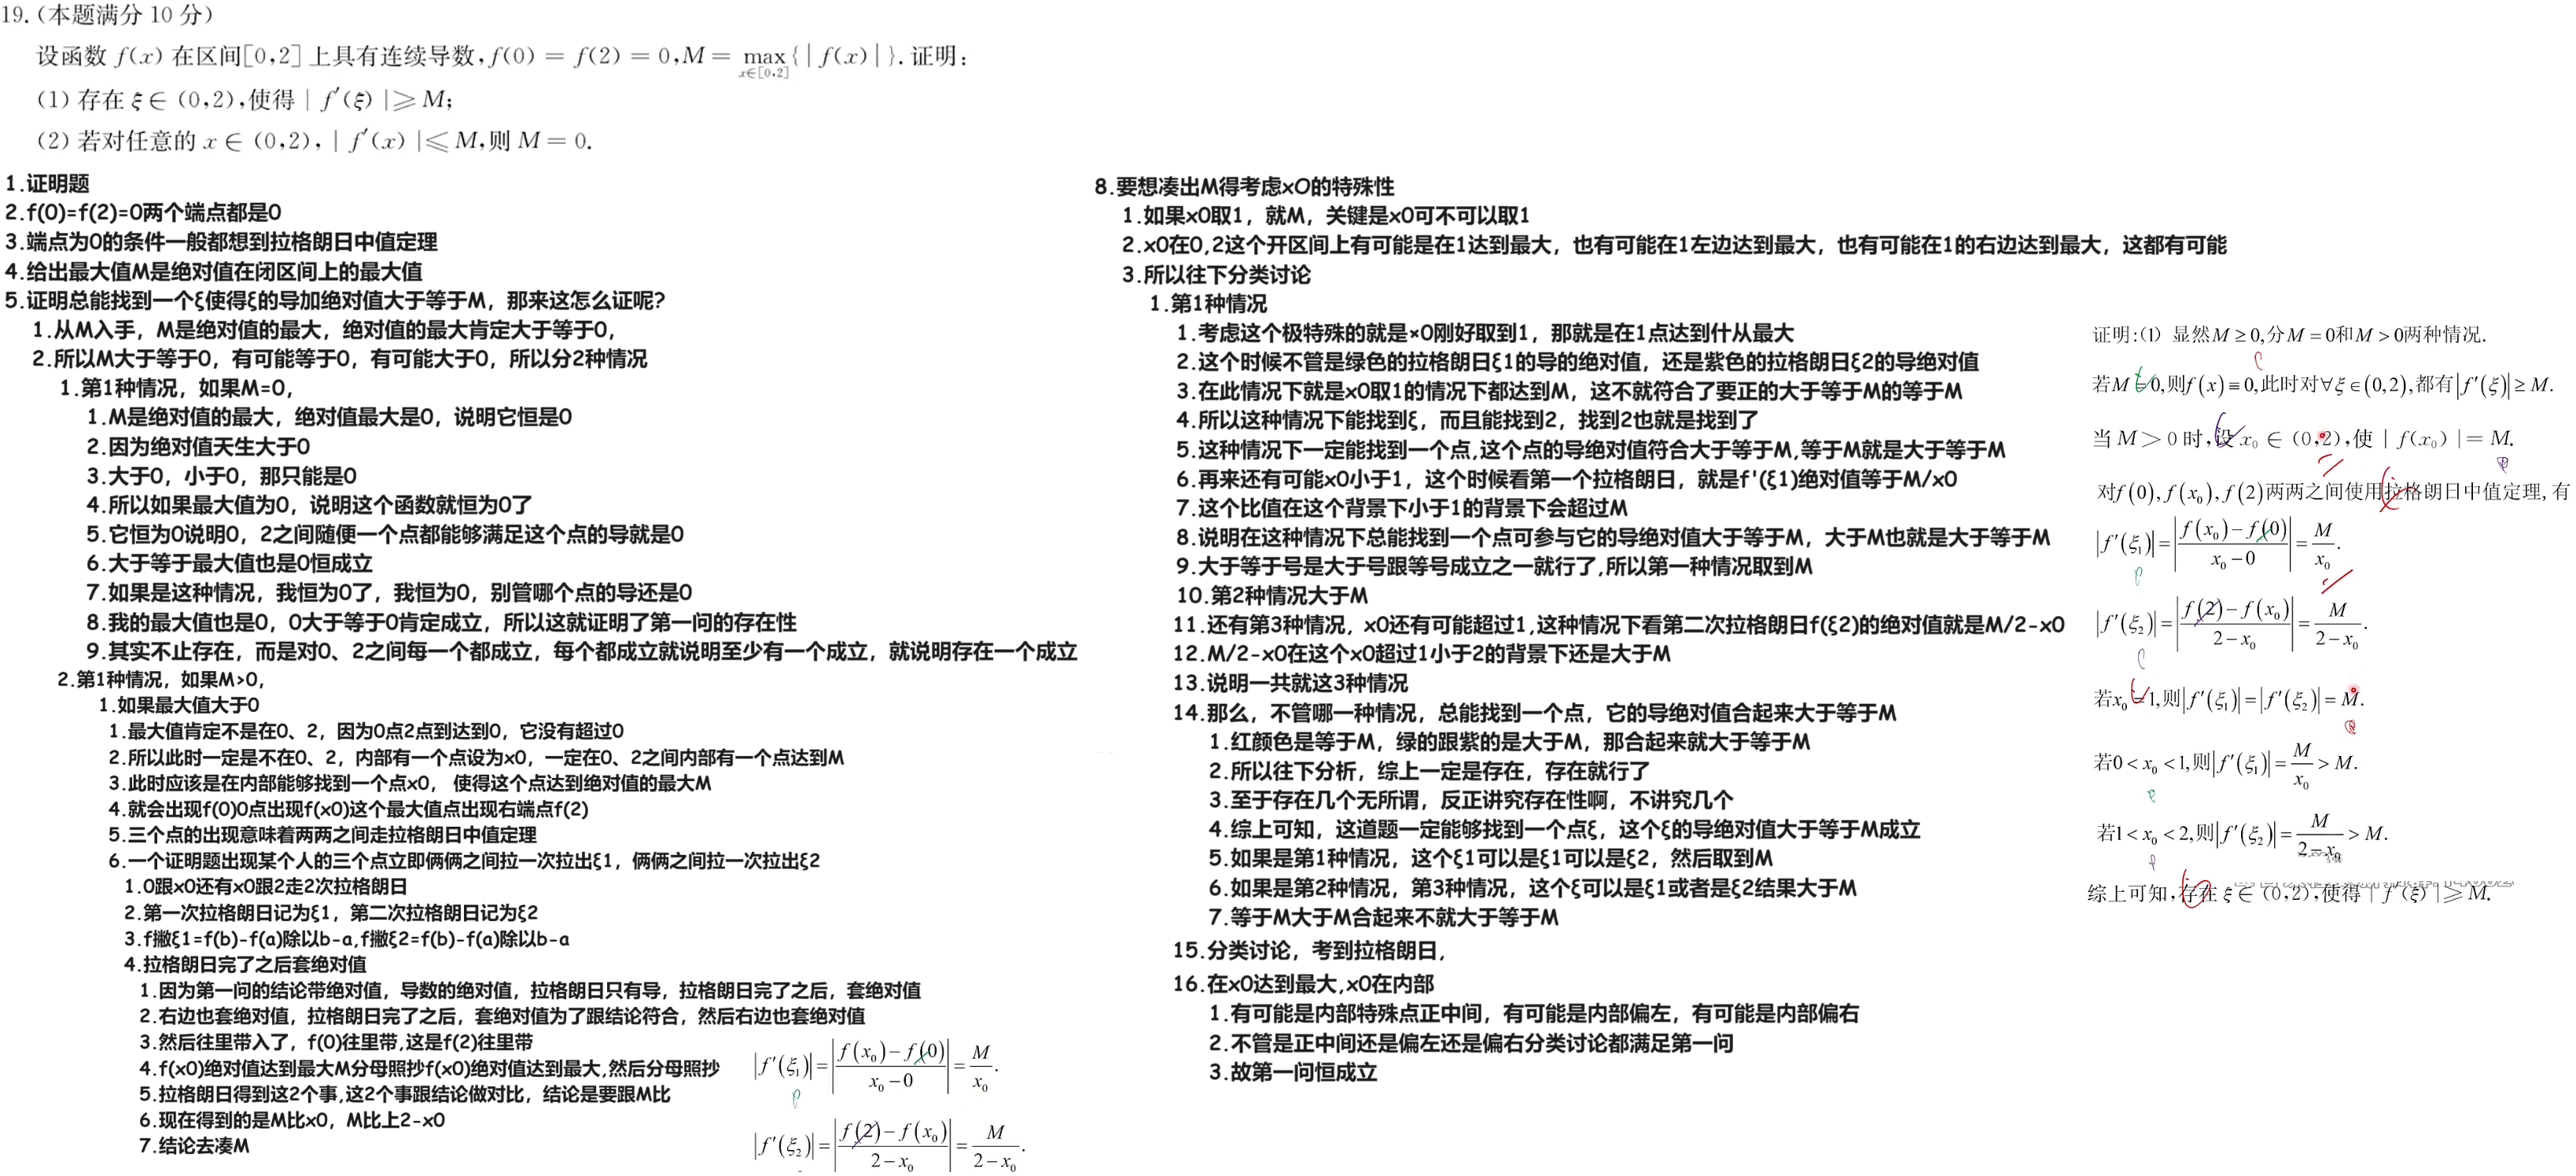 19.(本题满分 10 分)
设函数 f(x) 在区间[0,2]上具有连续导数,f(0) = f(2) = 0,M = max{| f(x) |}.证明:
x∈[0,2]
(1) 存在 ξ ∈ (0,2),使得 | f′(ξ) |⩾ M;
(2) 若对任意的 x ∈ (0,2), | f′(x) |⩽ M,则 M = 0.
1.证明题
2.f(0)=f(2)=0两个端点都是0
3.端点为0的条件一般都想到拉格朗日中值定理
4.给出最大值M是绝对值在闭区间上的最大值
5.证明总能找到一个ξ使得ξ的导加绝对值大于等于M，那来这怎么证呢?
1.从M入手，M是绝对值的最大，绝对值的最大肯定大于等于0，
2.所以M大于等于0，有可能等于0，有可能大于0，所以分2种情况
1.第1种情况，如果M=0，
1.M是绝对值的最大，绝对值最大是0，说明它恒是0
2.因为绝对值天生大于0
3.大于0，小于0，那只能是0
4.所以如果最大值为0，说明这个函数就恒为0了
5.它恒为0说明0，2之间随便一个点都能够满足这个点的导就是0
6.大于等于最大值也是0恒成立
7.如果是这种情况，我恒为0了，我恒为0，别管哪个点的导还是0
8.我的最大值也是0，0大于等于0肯定成立，所以这就证明了第一问的存在性
9.其实不止存在，而是对0、2之间每一个都成立，每个都成立就说明至少有一个成立，就说明存在一个成立
2.第1种情况，如果M>0，
1.如果最大值大于0
1.最大值肯定不是在0、2，因为0点2点到达到0，它没有超过0
2.所以此时一定是不在0、2，内部有一个点设为x0，一定在0、2之间内部有一个点达到M
3.此时应该是在内部能够找到一个点x0， 使得这个点达到绝对值的最大M
4.就会出现f(0)0点出现f(x0)这个最大值点出现右端点f(2)
5.三个点的出现意味着两两之间走拉格朗日中值定理
6.一个证明题出现某个人的三个点立即俩俩之间拉一次拉出ξ1，俩俩之间拉一次拉出ξ2
1.0跟x0还有x0跟2走2次拉格朗日
2.第一次拉格朗日记为ξ1，第二次拉格朗日记为ξ2
3.f撇ξ1=f(b)-f(a)除以b-a,f撇ξ2=f(b)-f(a)除以b-a
4.拉格朗日完了之后套绝对值
1.因为第一问的结论带绝对值，导数的绝对值，拉格朗日只有导，拉格朗日完了之后，套绝对值
2.右边也套绝对值，拉格朗日完了之后，套绝对值为了跟结论符合，然后右边也套绝对值
3.然后往里带入了，f(0)往里带,这是f(2)往里带
4.f(x0)绝对值达到最大M分母照抄f(x0)绝对值达到最大,然后分母照抄
5.拉格朗日得到这2个事,这2个事跟结论做对比，结论是要跟M比
6.现在得到的是M比x0，M比上2-x0
7.结论去凑M
|f′(ξ₁)| = |(f(x₀) − f(0))/(x₀ − 0)| = M/x₀.
|f′(ξ₂)| = |(f(2) − f(x₀))/(2 − x₀)| = M/(2 − x₀).
8.要想凑出M得考虑xO的特殊性
1.如果x0取1，就M，关键是x0可不可以取1
2.x0在0,2这个开区间上有可能是在1达到最大，也有可能在1左边达到最大，也有可能在1的右边达到最大，这都有可能
3.所以往下分类讨论
1.第1种情况
1.考虑这个极特殊的就是×0刚好取到1，那就是在1点达到什从最大
2.这个时候不管是绿色的拉格朗日ξ1的导的绝对值，还是紫色的拉格朗日ξ2的导绝对值
3.在此情况下就是x0取1的情况下都达到M，这不就符合了要正的大于等于M的等于M
4.所以这种情况下能找到ξ，而且能找到2，找到2也就是找到了
5.这种情况下一定能找到一个点,这个点的导绝对值符合大于等于M,等于M就是大于等于M
6.再来还有可能x0小于1，这个时候看第一个拉格朗日，就是f'(ξ1)绝对值等于M/x0
7.这个比值在这个背景下小于1的背景下会超过M
8.说明在这种情况下总能找到一个点可参与它的导绝对值大于等于M，大于M也就是大于等于M
9.大于等于号是大于号跟等号成立之一就行了,所以第一种情况取到M
10.第2种情况大于M
11.还有第3种情况，x0还有可能超过1,这种情况下看第二次拉格朗日f(ξ2)的绝对值就是M/2-x0
12.M/2-x0在这个x0超过1小于2的背景下还是大于M
13.说明一共就这3种情况
14.那么，不管哪一种情况，总能找到一个点，它的导绝对值合起来大于等于M
1.红颜色是等于M，绿的跟紫的是大于M，那合起来就大于等于M
2.所以往下分析，综上一定是存在，存在就行了
3.至于存在几个无所谓，反正讲究存在性啊，不讲究几个
4.综上可知，这道题一定能够找到一个点ξ，这个ξ的导绝对值大于等于M成立
5.如果是第1种情况，这个ξ1可以是ξ1可以是ξ2，然后取到M
6.如果是第2种情况，第3种情况，这个ξ可以是ξ1或者是ξ2结果大于M
7.等于M大于M合起来不就大于等于M
15.分类讨论，考到拉格朗日，
16.在x0达到最大,x0在内部
1.有可能是内部特殊点正中间，有可能是内部偏左，有可能是内部偏右
2.不管是正中间还是偏左还是偏右分类讨论都满足第一问
3.故第一问恒成立
证明:(1) 显然M ≥ 0,分M = 0和M > 0两种情况.
若M = 0,则f(x) ≡ 0,此时对∀ξ∈(0,2),都有|f′(ξ)| ≥ M.
当 M > 0 时,设 x₀ ∈ (0,2),使 | f(x₀) | = M.
对f(0), f(x₀), f(2)两两之间使用拉格朗日中值定理,有
|f′(ξ₁)| = |(f(x₀) − f(0))/(x₀ − 0)| = M/x₀.
|f′(ξ₂)| = |(f(2) − f(x₀))/(2 − x₀)| = M/(2 − x₀).
若x₀ = 1,则|f′(ξ₁)| = |f′(ξ₂)| = M.
若0 < x₀ < 1,则|f′(ξ₁)| = M/x₀ > M.
若1 < x₀ < 2,则|f′(ξ₂)| = M/(2 − x₀) > M.
综上可知,存在 ξ ∈ (0,2),使得 | f′(ξ) |⩾ M.